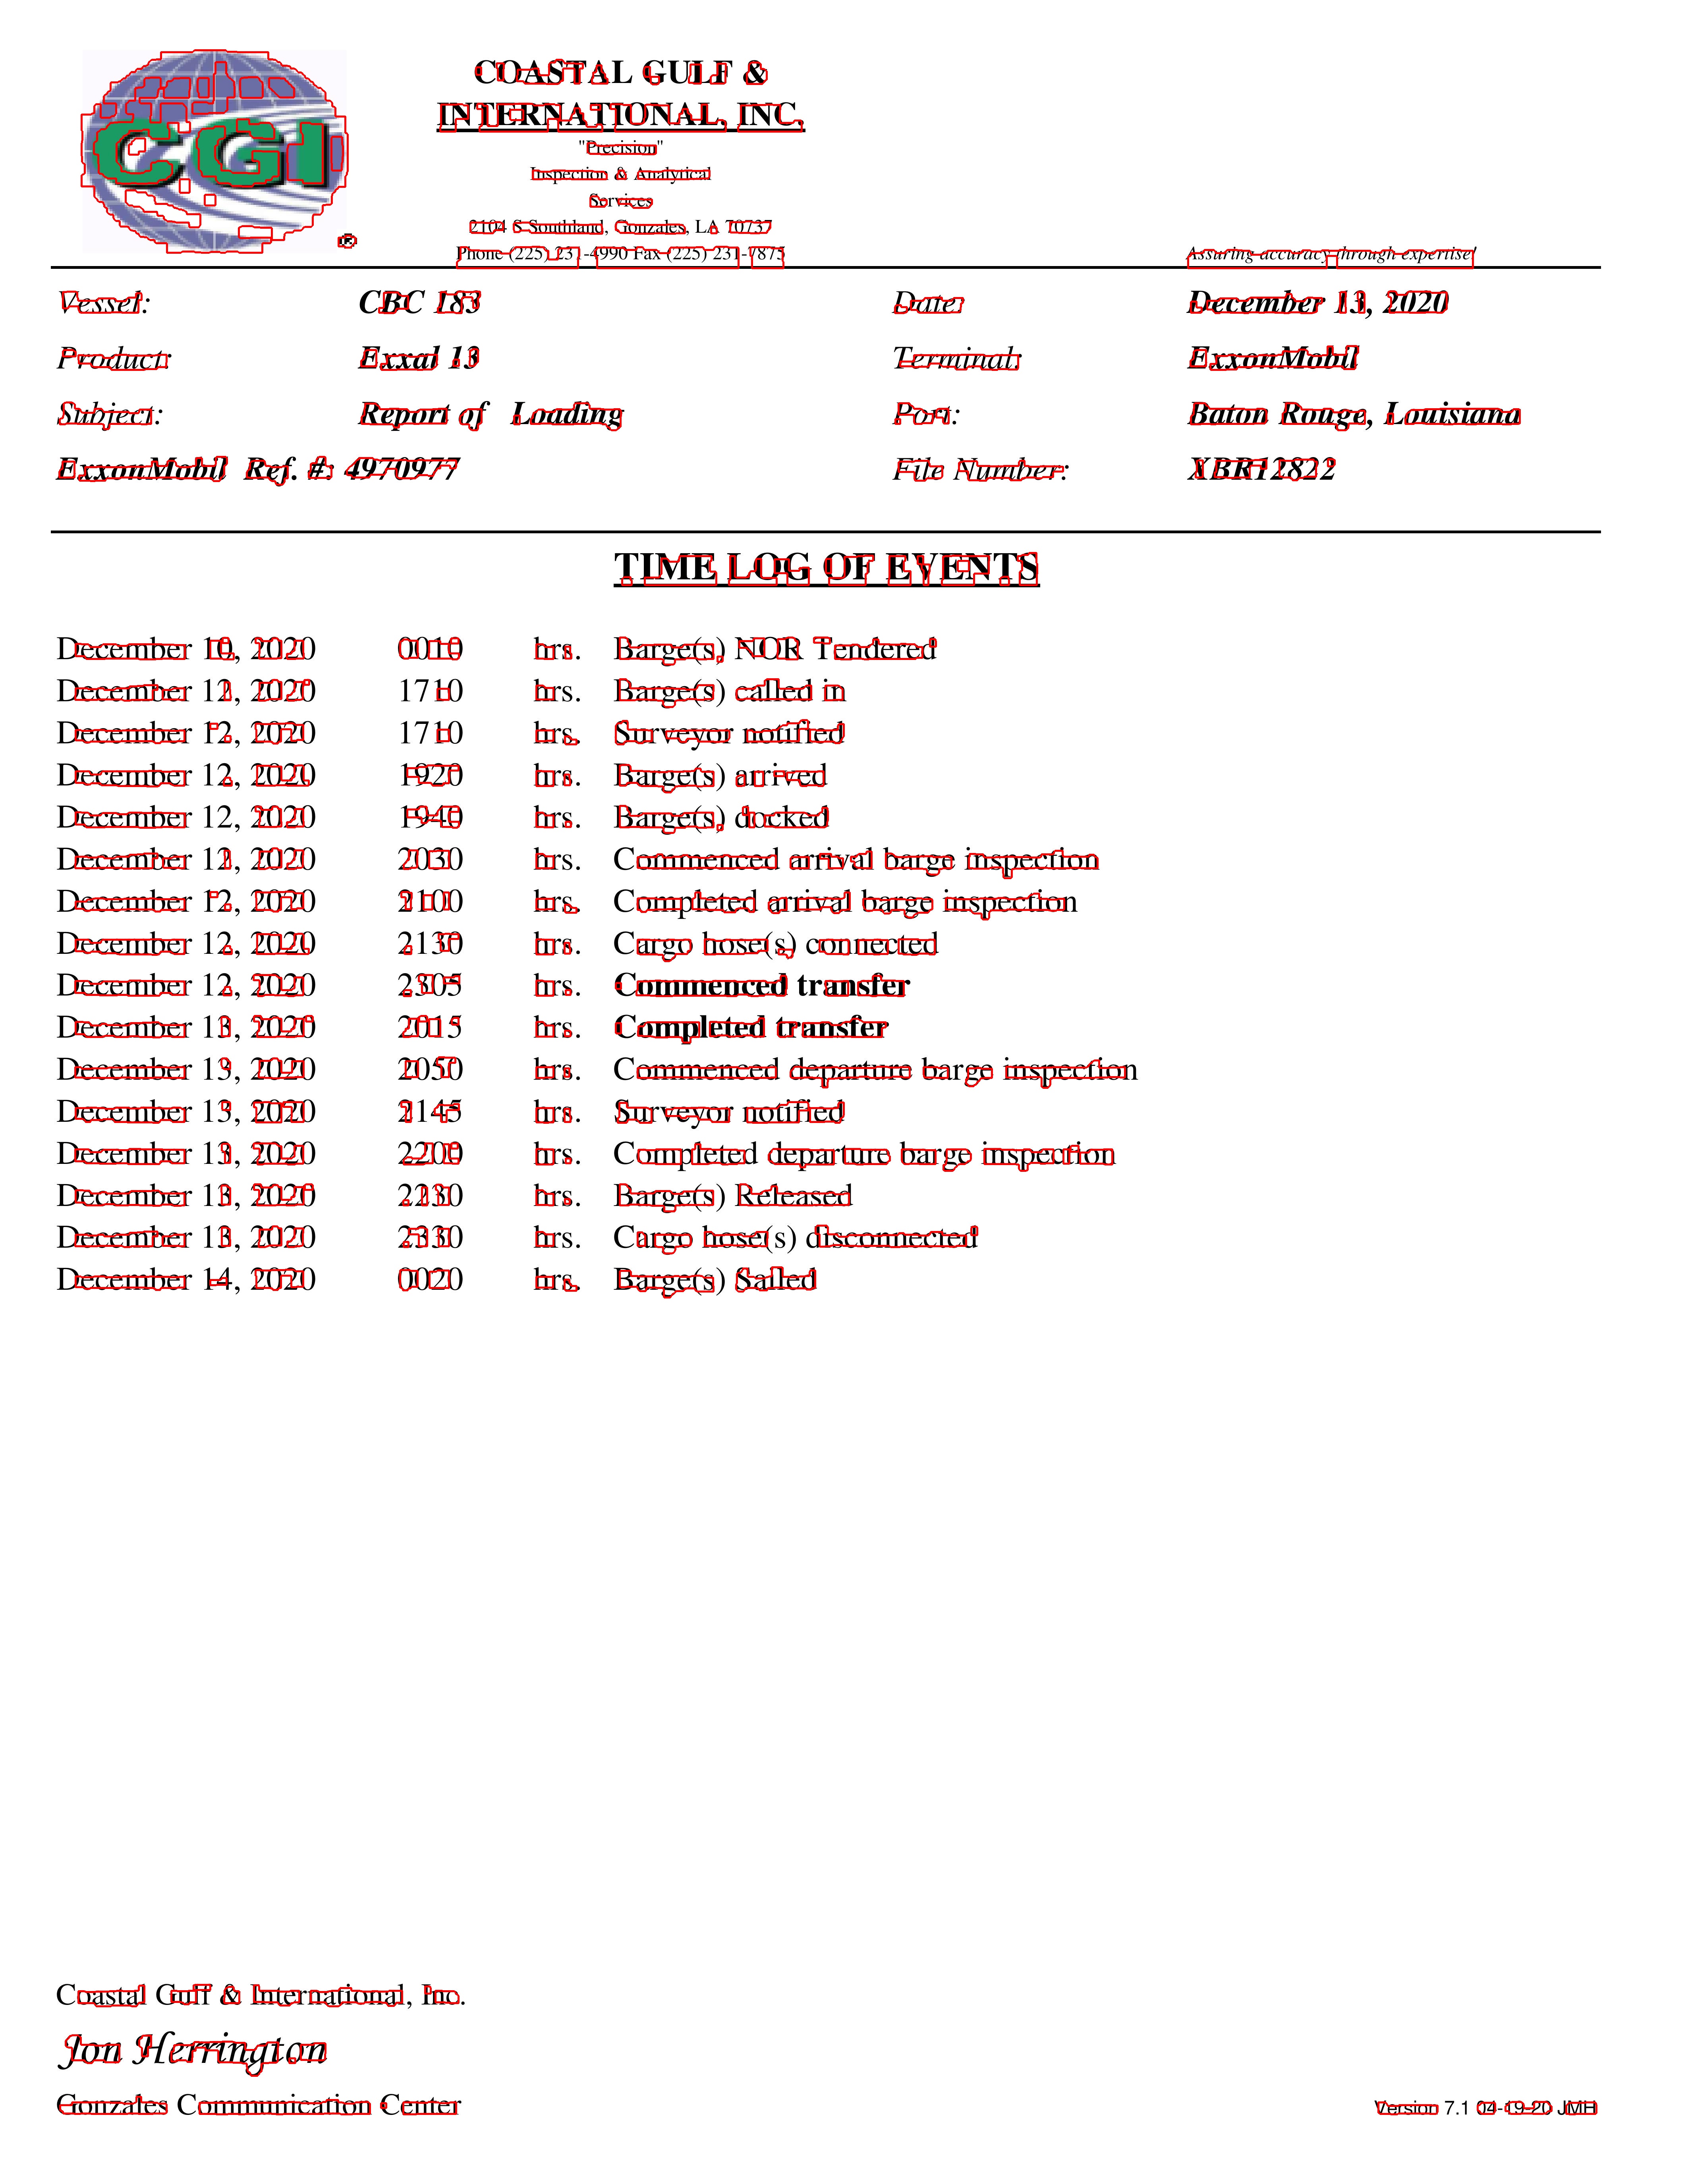 CGI
®
COASTAL GULF &
INTERNATIONAL, INC.
"Precision"
Inspection & Analytical
Services
2104 S Southland, Gonzales, LA 70737
Phone (225) 231-4990 Fax (225) 231-7875
Assuring accuracy through expertise!
Vessel: CBC 183 Date: December 13, 2020
Product: Exxal 13 Terminal: ExxonMobil
Subject: Report of Loading Port: Baton Rouge, Louisiana
ExxonMobil Ref. #: 4970977 File Number: XBR12822
TIME LOG OF EVENTS
December 10, 2020 0010 hrs. Barge(s) NOR Tendered
December 12, 2020 1710 hrs. Barge(s) called in
December 12, 2020 1710 hrs. Surveyor notified
December 12, 2020 1920 hrs. Barge(s) arrived
December 12, 2020 1940 hrs. Barge(s) docked
December 12, 2020 2030 hrs. Commenced arrival barge inspection
December 12, 2020 2100 hrs. Completed arrival barge inspection
December 12, 2020 2130 hrs. Cargo hose(s) connected
December 12, 2020 2305 hrs. Commenced transfer
December 13, 2020 2015 hrs. Completed transfer
December 13, 2020 2050 hrs. Commenced departure barge inspection
December 13, 2020 2145 hrs. Surveyor notified
December 13, 2020 2200 hrs. Completed departure barge inspection
December 13, 2020 2230 hrs. Barge(s) Released
December 13, 2020 2330 hrs. Cargo hose(s) disconnected
December 14, 2020 0020 hrs. Barge(s) Sailed
Coastal Gulf & International, Inc.
Jon Herrington
Gonzales Communication Center
Version 7.1 04-19-20 JMH